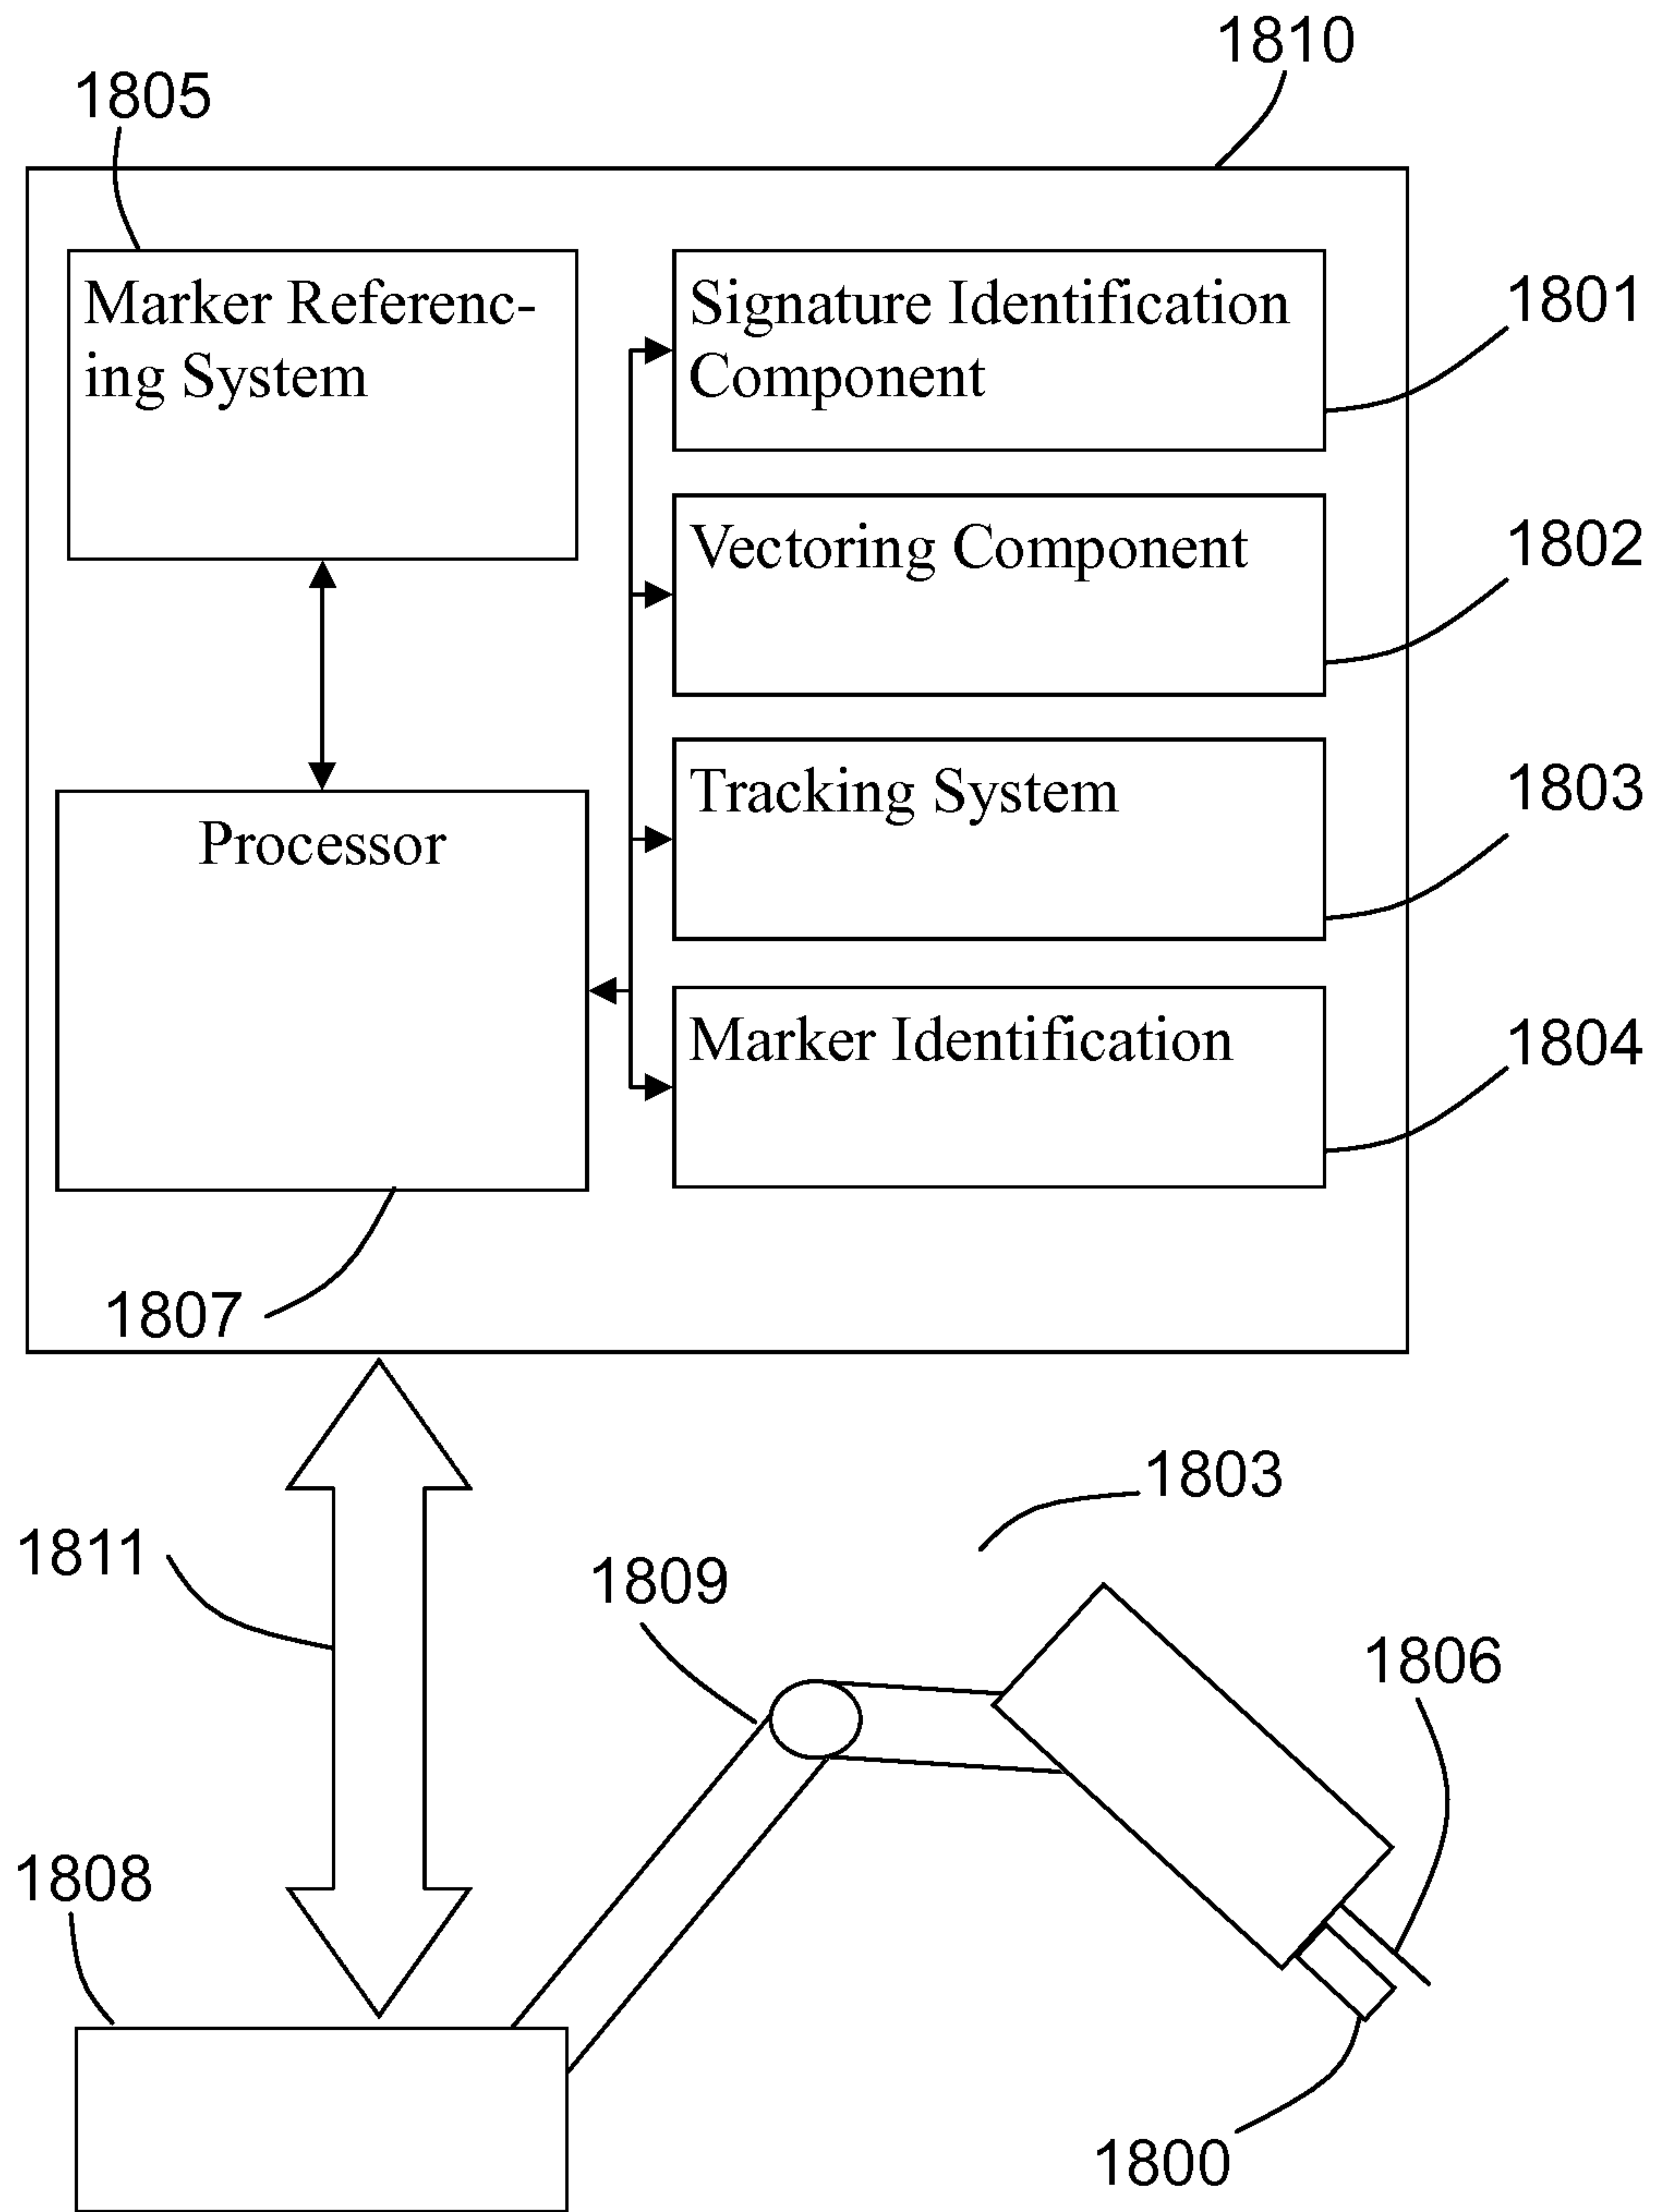 1810
1805
Marker Referenc-
ing System
Signature Identification
Component
1801
Vectoring Component
1802
Tracking System
1803
Processor
Marker Identification
1804
1807
1803
1811
1809
1806
1808
1800